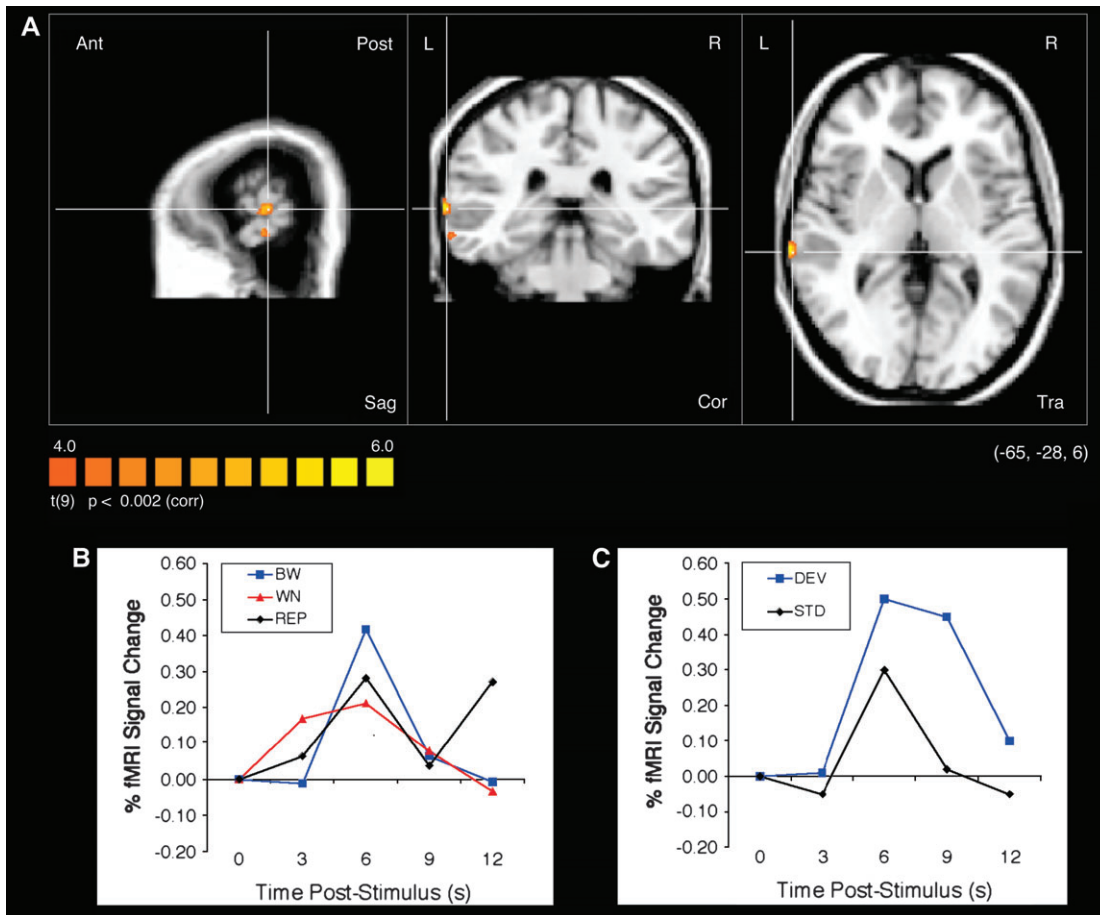 A
Ant Post
L R
L R
Sag
Cor
Tra
4.0 6.0
(-65, -28, 6)
t(9) p < 0.002 (corr)
B
0.60
0.50
0.40
0.30
0.20
0.10
0.00
-0.10
-0.20
% fMRI Signal Change
BW
WN
REP
0 3 6 9 12
Time Post-Stimulus (s)
C
0.60
0.50
0.40
0.30
0.20
0.10
0.00
-0.10
-0.20
% fMRI Signal Change
DEV
STD
0 3 6 9 12
Time Post-Stimulus (s)